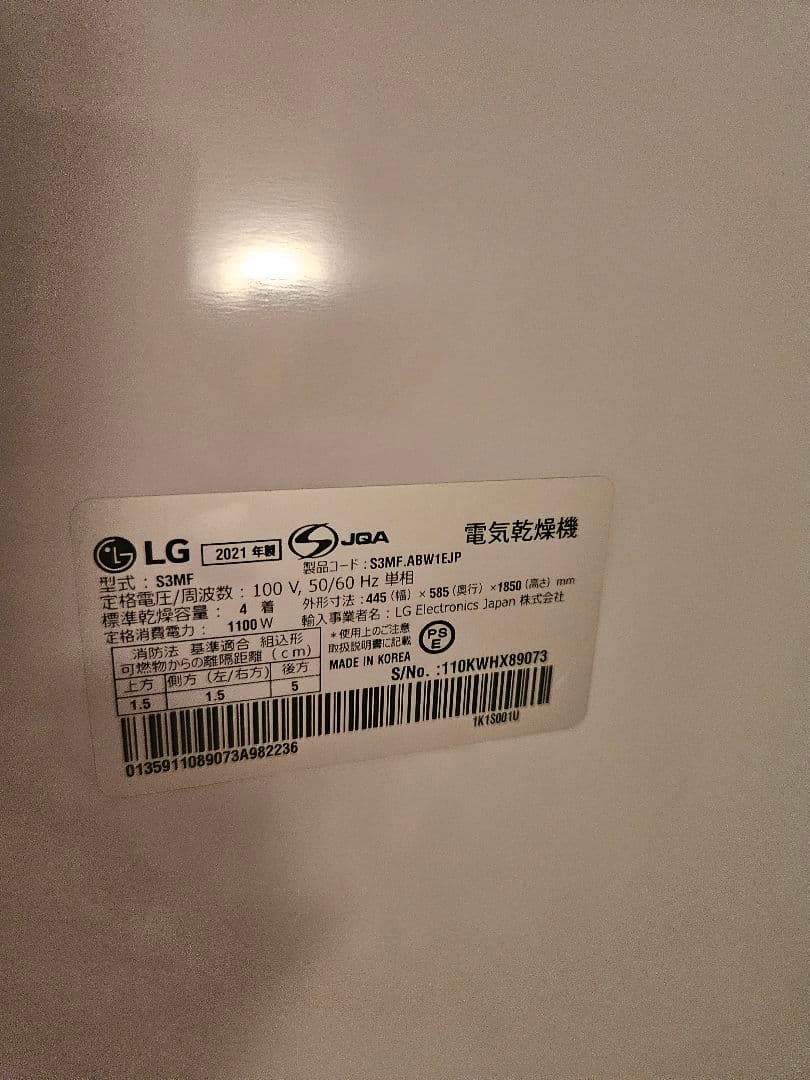 LG 2021 年製 JQA 電気乾燥機
型式 : S3MF 製品コード : S3MF.ABW1EJP
定格電圧/周波数 : 100 V, 50/60 Hz 単相
標準乾燥容量 : 4 着 外形寸法 : 445 (幅) × 585 (奥行) × 1850 (高さ) mm
定格消費電力 : 1100 W 輸入事業者名 : LG Electronics Japan 株式会社
消防法 基準適合 組込形
可燃物からの離隔距離 (cm)
上方 側方 (左/右方) 後方
1.5 1.5 5
*使用上のご注意
取扱説明書に記載
PS
E
MADE IN KOREA
S/No. :110KWHX89073
1K1S001U
0135911089073A982236